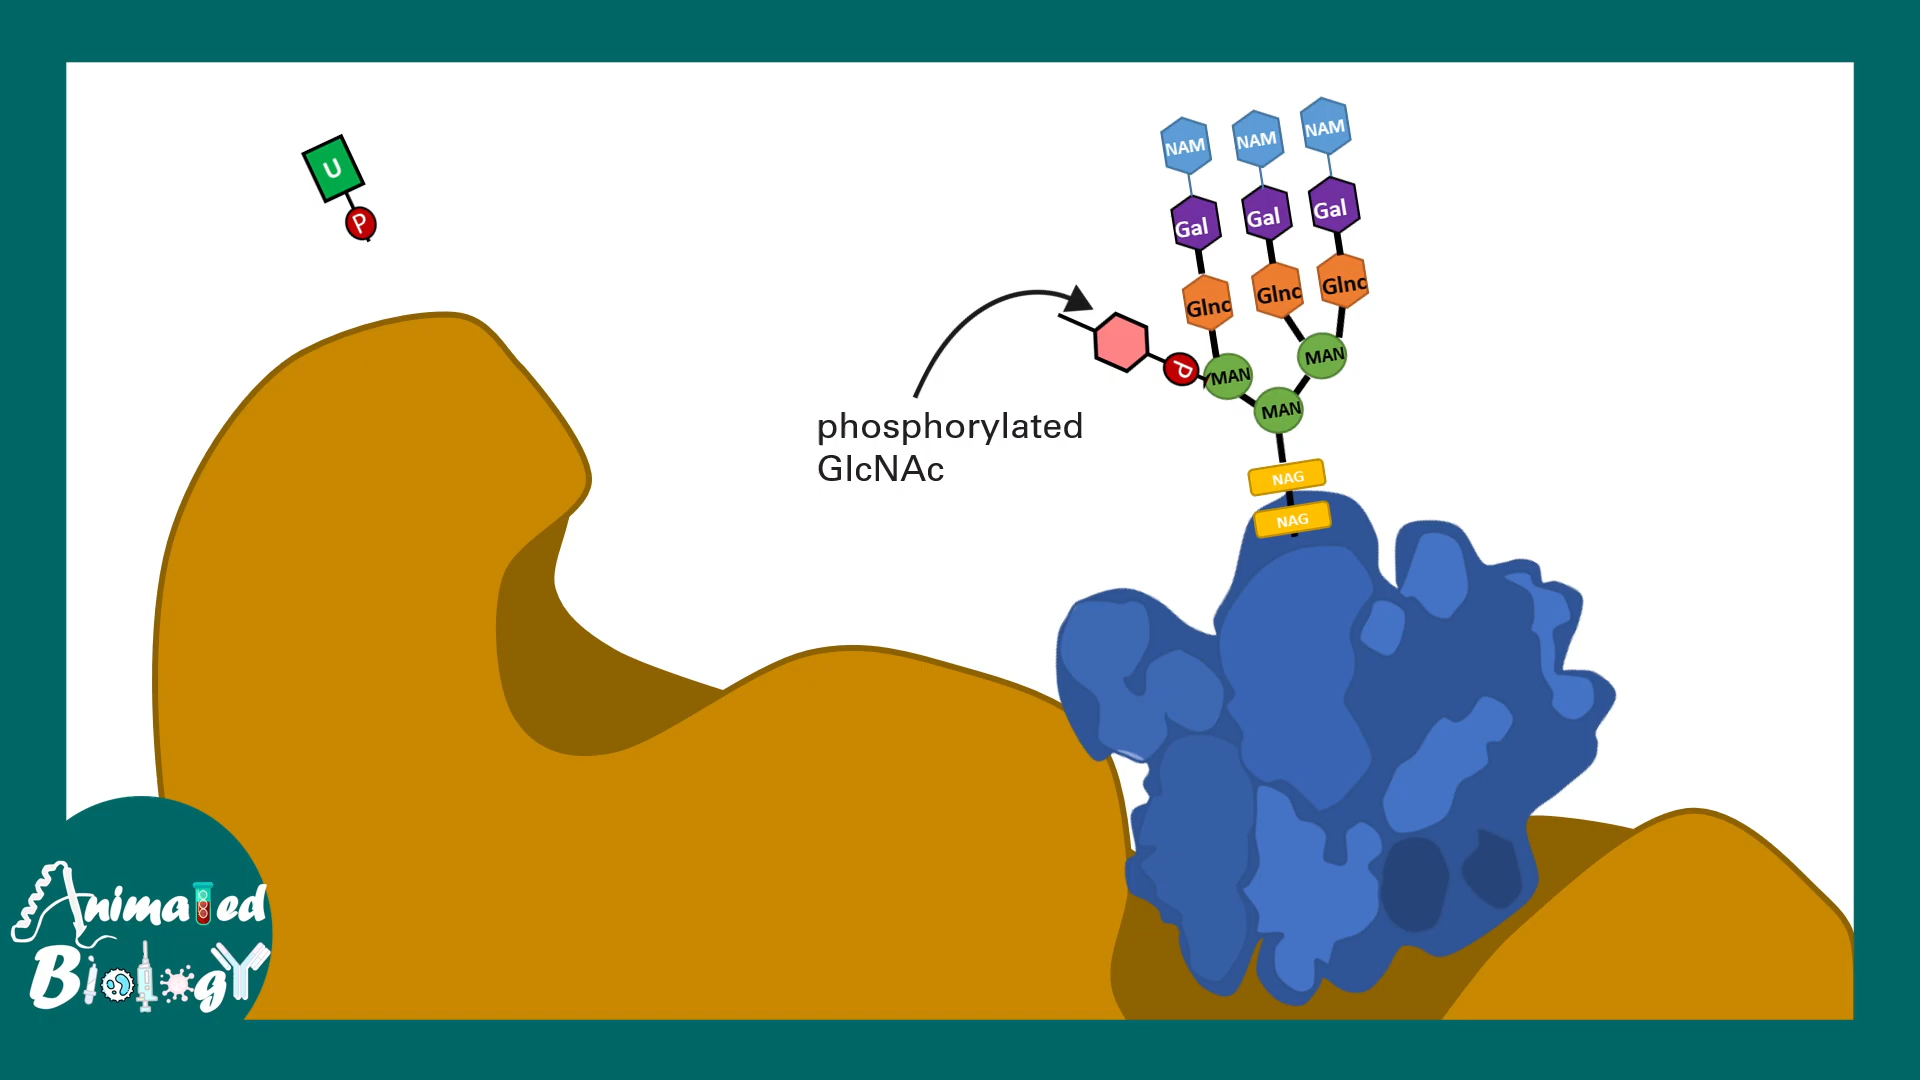 U
P
NAM NAM NAM
Gal Gal Gal
Glnc Glnc Glnc
P MAN MAN
MAN
phosphorylated
GlcNAc
NAG
NAG
Animated
BiologY